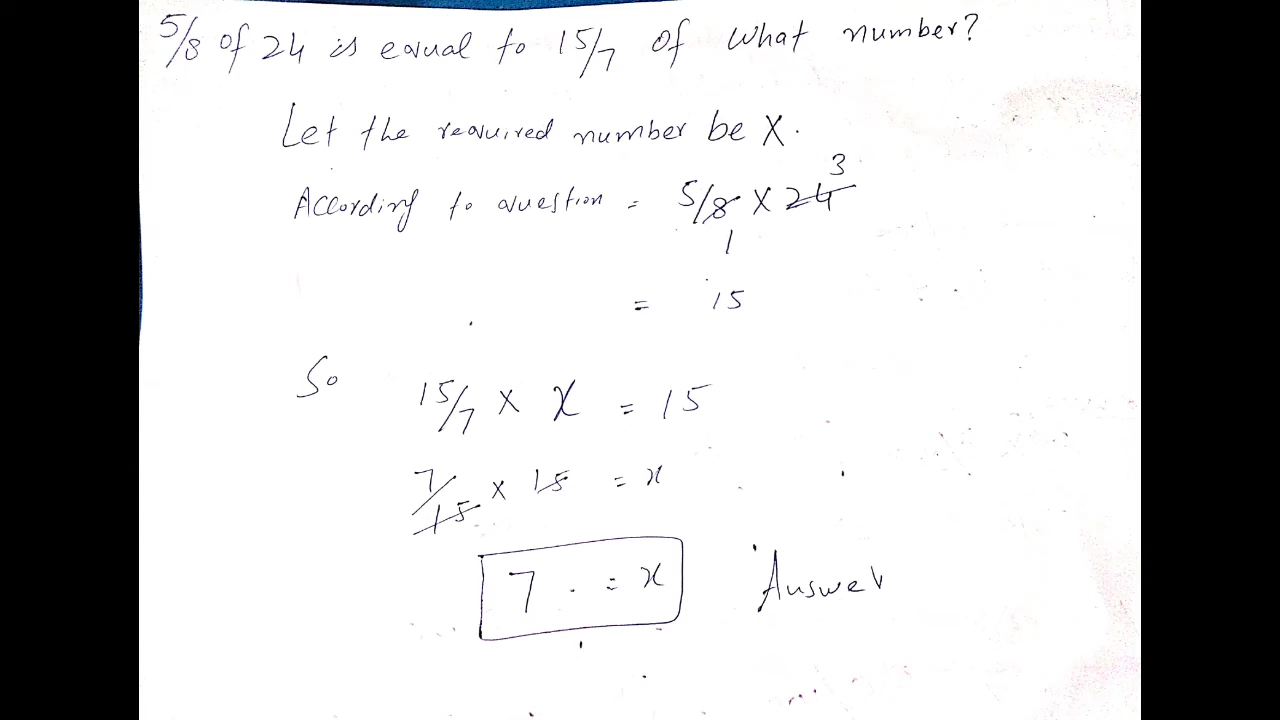 5/8 of 24 is equal to 15/7 of what number?
Let the required number be X.
According to question = 5/8 X 24 3
1
= 15
So 15/7 × x = 15
7/15 × 15 = x
7 = x Answer